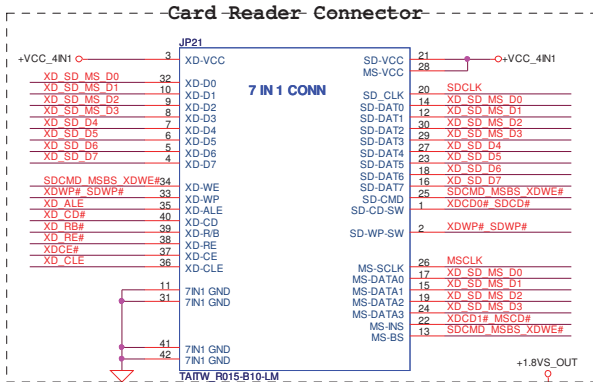 Card Reader Connector
JP21
+VCC_4IN1 3 XD-VCC SD-VCC 21 +VCC_4IN1
MS-VCC 28
7 IN 1 CONN
XD_SD_MS_D0 32 XD-D0 SD_CLK 20 SDCLK
XD_SD_MS_D1 10 XD-D1 SD-DAT0 14 XD_SD_MS_D0
XD_SD_MS_D2 9 XD-D2 SD-DAT1 12 XD_SD_MS_D1
XD_SD_MS_D3 8 XD-D3 SD-DAT2 30 XD_SD_MS_D2
XD_SD_D4 7 XD-D4 SD-DAT3 29 XD_SD_MS_D3
XD_SD_D5 6 XD-D5 SD-DAT4 27 XD_SD_D4
XD_SD_D6 5 XD-D6 SD-DAT5 23 XD_SD_D5
XD_SD_D7 4 XD-D7 SD-DAT6 18 XD_SD_D6
SD-DAT7 16 XD_SD_D7
SDCMD_MSBS_XDWE# 34 XD-WE SD-CMD 25 SDCMD_MSBS_XDWE#
XDWP#_SDWP# 33 XD-WP SD-CD-SW 1 XDCD0#_SDCD#
XD_ALE 35 XD-ALE
XD_CD# 40 XD-CD SD-WP-SW 2 XDWP#_SDWP#
XD_RB# 39 XD-R/B
XD_RE# 38 XD-RE
XDCE# 37 XD-CE
XD_CLE 36 XD-CLE MS-SCLK 26 MSCLK
MS-DATA0 17 XD_SD_MS_D0
11 7IN1 GND MS-DATA1 15 XD_SD_MS_D1
31 7IN1 GND MS-DATA2 19 XD_SD_MS_D2
MS-DATA3 24 XD_SD_MS_D3
MS-INS 22 XDCD1#_MSCD#
MS-BS 13 SDCMD_MSBS_XDWE#
41 7IN1 GND
42 7IN1 GND
+1.8VS_OUT
TAITW_R015-B10-LM